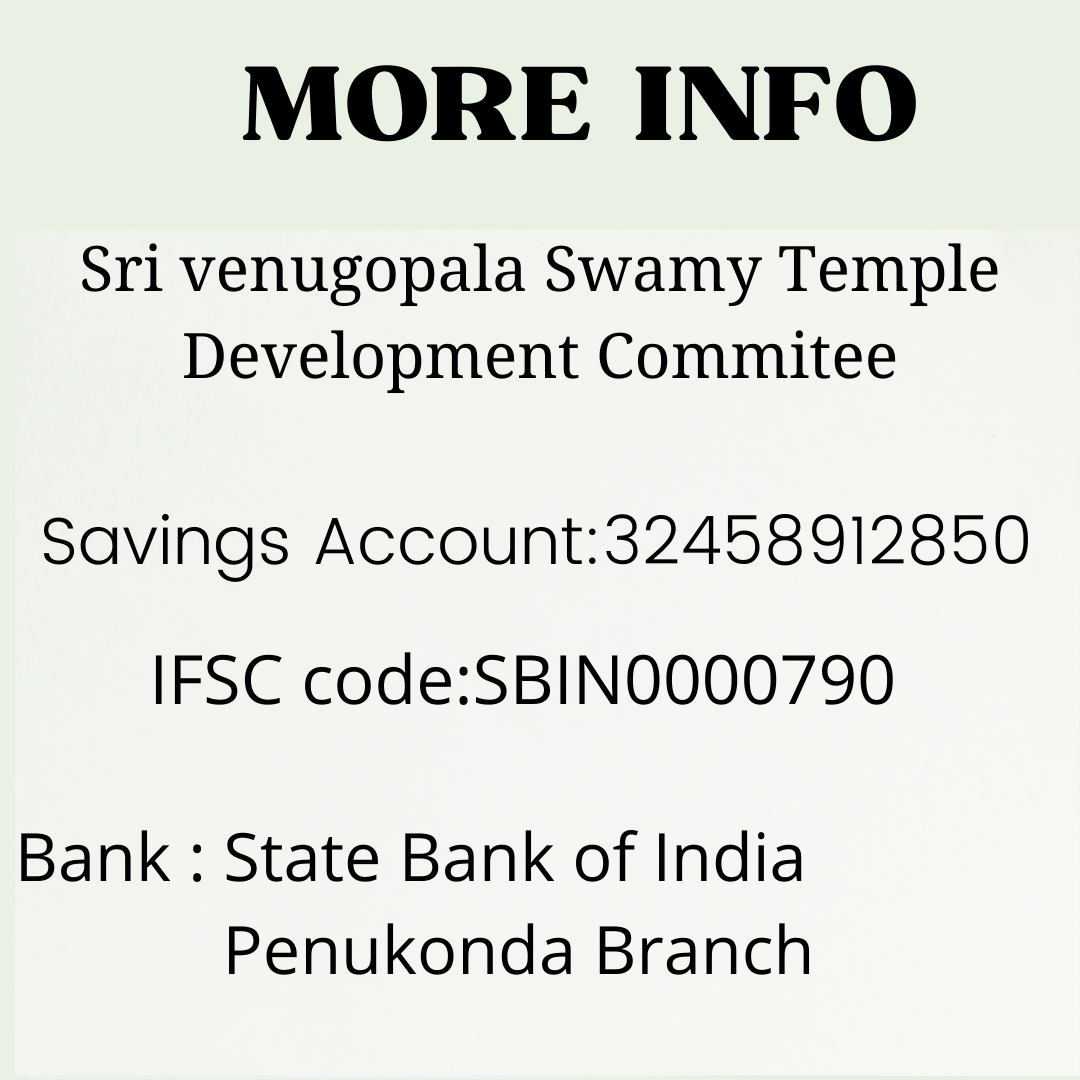 MORE INFO
Sri venugopala Swamy Temple
Development Commitee
Savings Account:32458912850
IFSC code:SBIN0000790
Bank : State Bank of India
Penukonda Branch